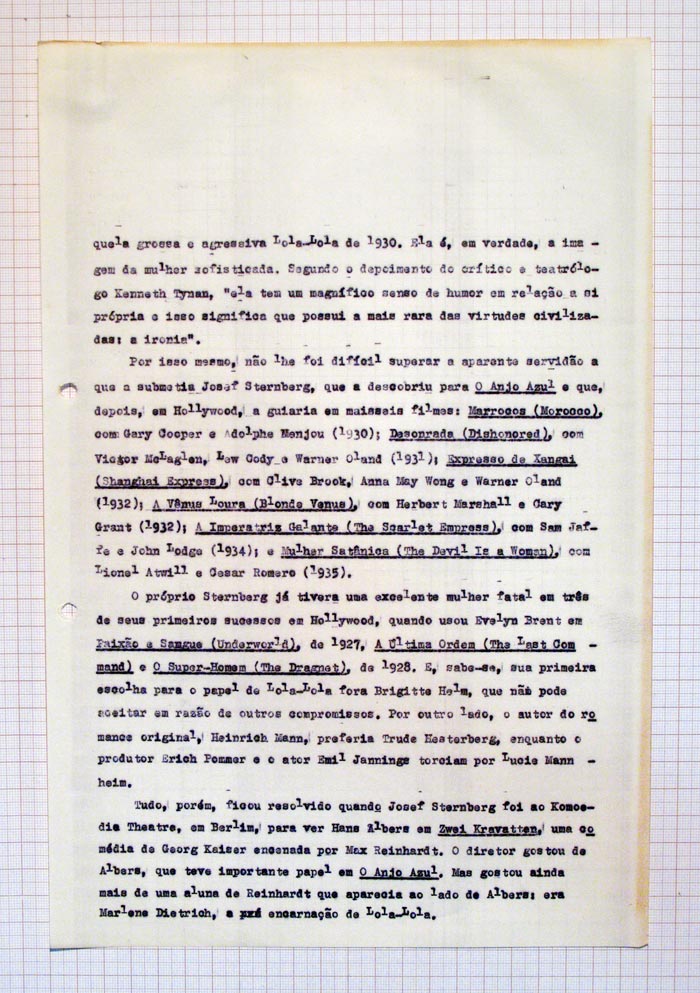 quela grossa e agressiva Lola-Lola de 1930. Ela é, em verdade, a ima -
gem da mulher sofisticada. Segundo o depoimento do crítico e teatrólo-
go Kenneth Tynan, "ela tem um magnífico senso de humor em relação a si
própria e isso significa que possui a mais rara das virtudes civiliza-
das: a ironia".
Por isso mesmo, não lhe foi difícil superar a aparente servidão a
que a submetia Josef Sternberg, que a descobriu para O Anjo Azul e que,
depois, em Hollywood, a guiaria em maisseis filmes: Marrocos (Morocco),
com Gary Cooper e Adolphe Menjou (1930); Desonrada (Dishonored), com
Victor McLaglen, Lew Cody e Warner Oland (1931); Expresso de Xangai
(Shanghai Express), com Clive Brook, Anna May Wong e Warner Oland
(1932); A Vânus Loura (Blonde Venus), com Herbert Marshall e Cary
Grant (1932); A Imperatriz Galante (The Scarlet Empress), com Sam Jaf-
fe e John Lodge (1934); e Mulher Satânica (The Devil Is a Woman), com
Lionel Atwill e Cesar Romero (1935).
O próprio Sternberg já tivera uma excelente mulher fatal em três
de seus primeiros sucessos em Hollywood, quando usou Evelyn Brent em
Paixão e Sangue (Underworld), de 1927, A Última Ordem (The Last Com -
mand) e O Super-Homem (The Dragnet), de 1928. E, sabe-se, sua primeira
escolha para o papel de Lola-Lola fora Brigitte Helm, que não pode
aceitar em razão de outros compromissos. Por outro lado, o autor do ro
mance original, Heinrich Mann, preferia Trude Hesterberg, enquanto o
produtor Erich Pommer e o ator Emil Jannings torciam por Lucie Mann -
heim.
Tudo, porém, ficou resolvido quando Josef Sternberg foi ao Komoe-
die Theatre, em Berlim, para ver Hans Albers em Zwei Kravatten, uma co
média de Georg Kaiser encenada por Max Reinhardt. O diretor gostou de
Albers, que teve importante papel em O Anjo Azul. Mas gostou ainda
mais de uma aluna de Reinhardt que aparecia ao lado de Albers: era
Marlene Dietrich, a encarnação de Lola-Lola.